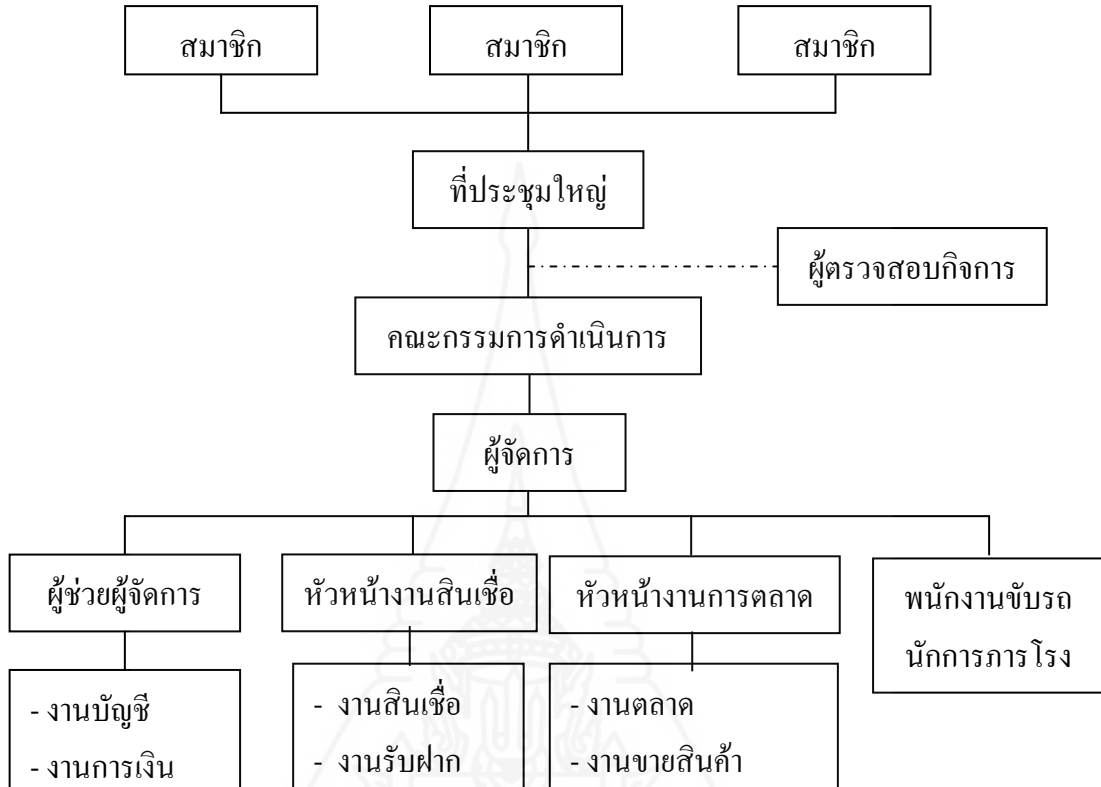 สมาชิก
สมาชิก
สมาชิก
ที่ประชุมใหญ่
ผู้ตรวจสอบกิจการ
คณะกรรมการดำเนินการ
ผู้จัดการ
ผู้ช่วยผู้จัดการ
หัวหน้างานสินเชื่อ
หัวหน้างานการตลาด
พนักงานขับรถ
นักการภารโรง
- งานบัญชี
- งานการเงิน
- งานสินเชื่อ
- งานรับฝาก
- งานตลาด
- งานขายสินค้า